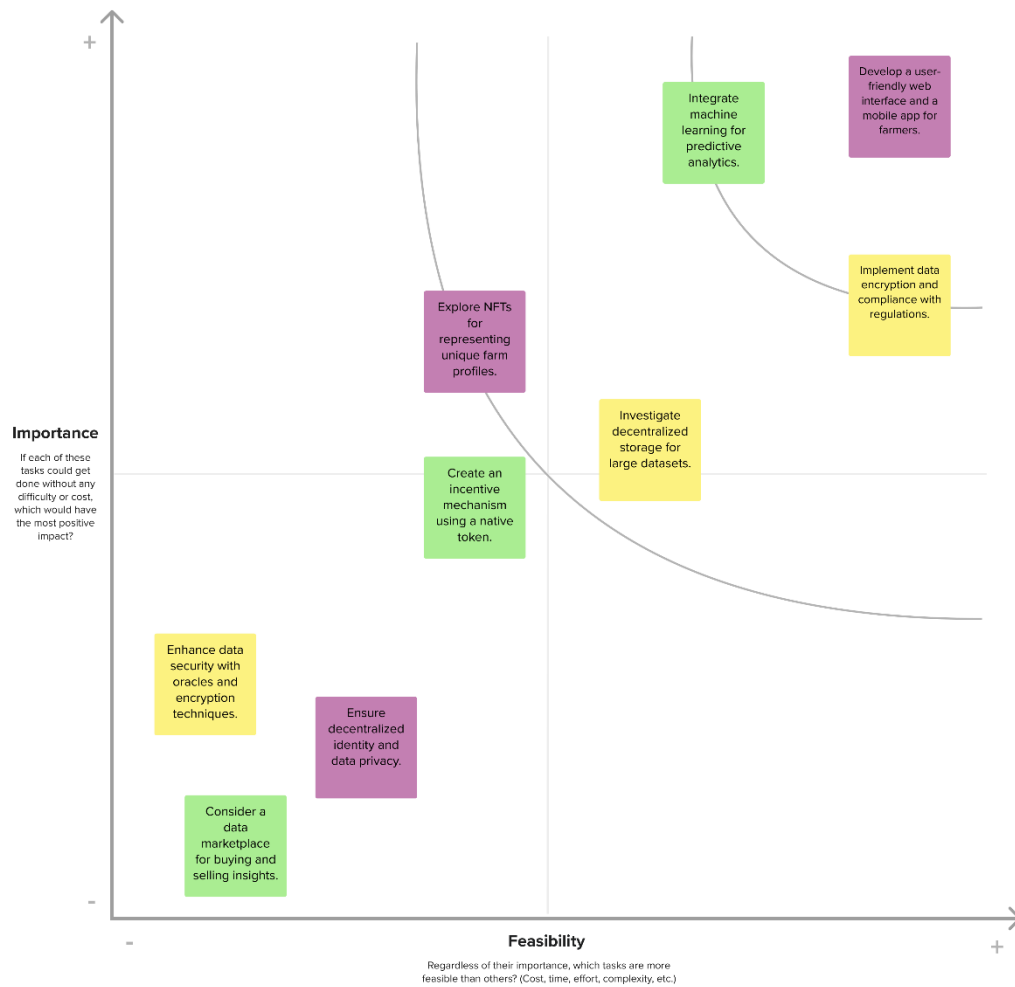 +
Develop a user-
friendly web
interface and a
mobile app for
farmers.
Integrate
machine
learning for
predictive
analytics.
Implement data
encryption and
compliance with
regulations.
Explore NFTs
for
representing
unique farm
profiles.
Investigate
decentralized
storage for
large datasets.
Importance
If each of these
tasks could get
done without any
difficulty or cost,
which would have
the most positive
impact?
Create an
incentive
mechanism
using a native
token.
Enhance data
security with
oracles and
encryption
techniques.
Ensure
decentralized
identity and
data privacy.
Consider a
data
marketplace
for buying and
selling insights.
-
-
Feasibility
+
Regardless of their importance, which tasks are more
feasible than others? (Cost, time, effort, complexity, etc.)